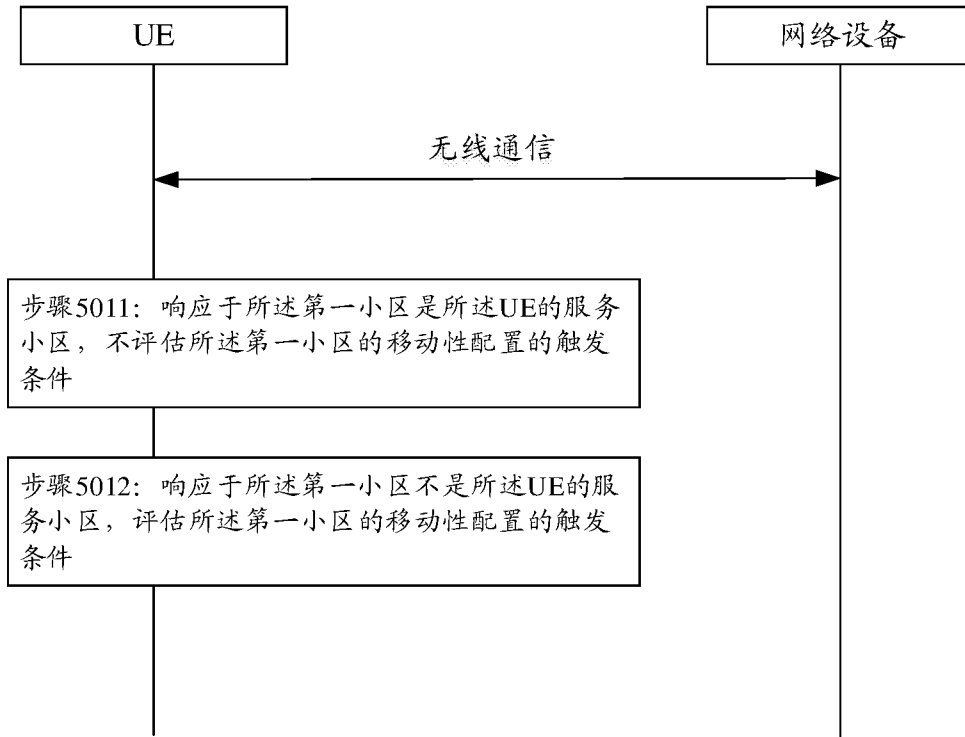 UE
网络设备
无线通信
步骤5011：响应于所述第一小区是所述UE的服务
小区，不评估所述第一小区的移动性配置的触发
条件
步骤5012：响应于所述第一小区不是所述UE的服
务小区，评估所述第一小区的移动性配置的触发
条件